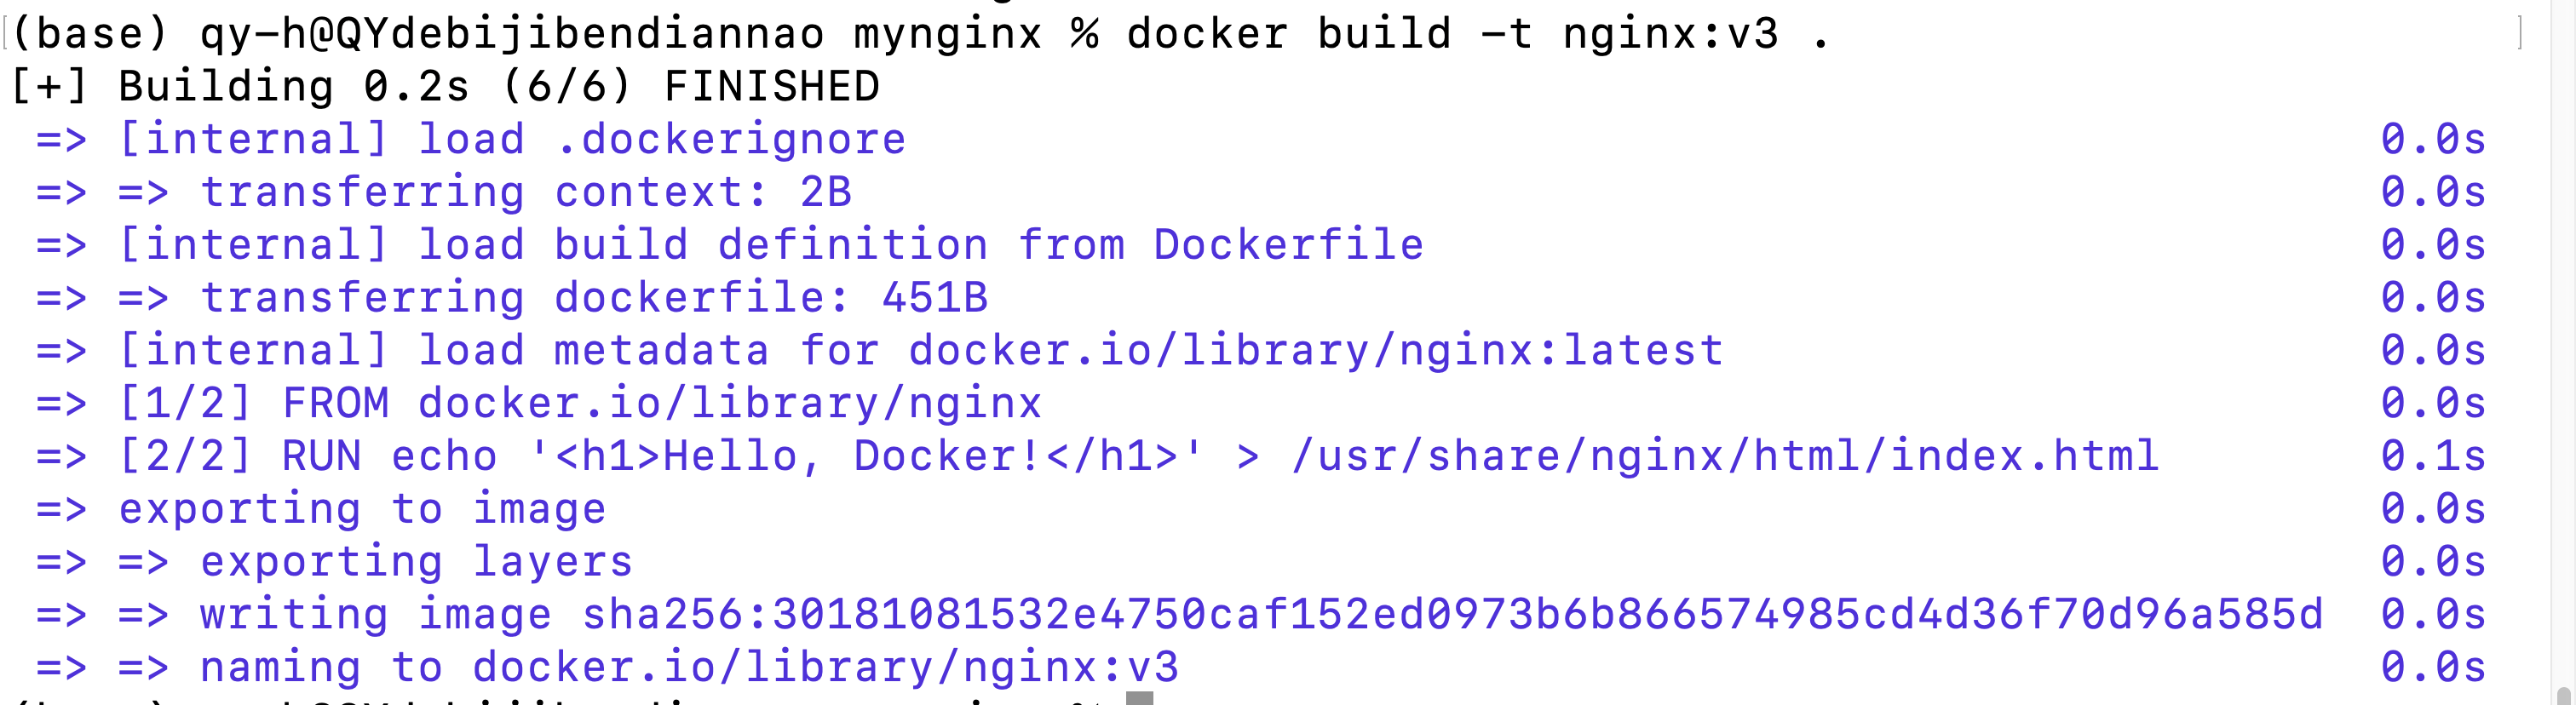 (base) qy-h@QYdebijibendiannao mynginx % docker build -t nginx:v3 .
[+] Building 0.2s (6/6) FINISHED
=> [internal] load .dockerignore 0.0s
=> => transferring context: 2B 0.0s
=> [internal] load build definition from Dockerfile 0.0s
=> => transferring dockerfile: 451B 0.0s
=> [internal] load metadata for docker.io/library/nginx:latest 0.0s
=> [1/2] FROM docker.io/library/nginx 0.0s
=> [2/2] RUN echo '<h1>Hello, Docker!</h1>' > /usr/share/nginx/html/index.html 0.1s
=> exporting to image 0.0s
=> => exporting layers 0.0s
=> => writing image sha256:30181081532e4750caf152ed0973b6b866574985cd4d36f70d96a585d 0.0s
=> => naming to docker.io/library/nginx:v3 0.0s